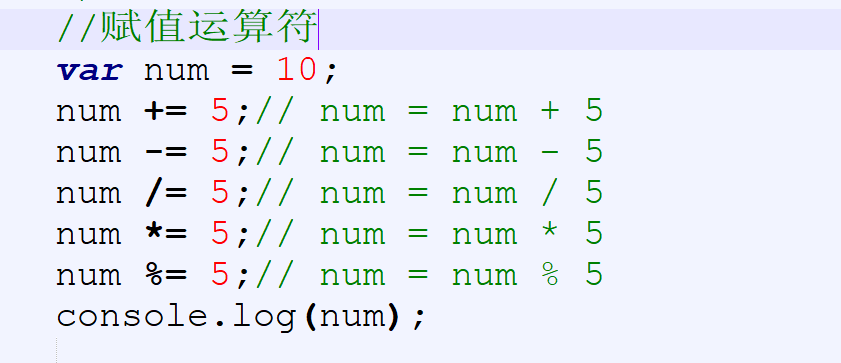 //赋值运算符
var num = 10;
num += 5;// num = num + 5
num -= 5;// num = num - 5
num /= 5;// num = num / 5
num *= 5;// num = num * 5
num %= 5;// num = num % 5
console.log(num);